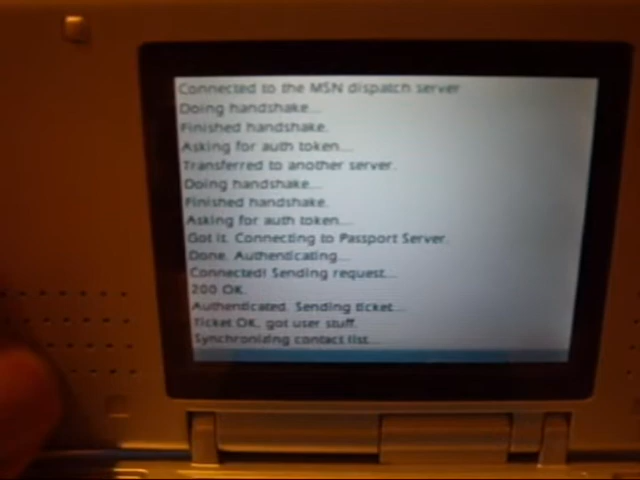 Connected to the MSN dispatch server
Doing handshake...
Finished handshake.
Asking for auth token...
Transferred to another server.
Doing handshake...
Finished handshake.
Asking for auth token...
Got it. Connecting to Passport Server.
Done. Authenticating...
Connected! Sending request...
200 OK.
Authenticated. Sending ticket...
Ticket OK, got user stuff.
Synchronizing contact list...